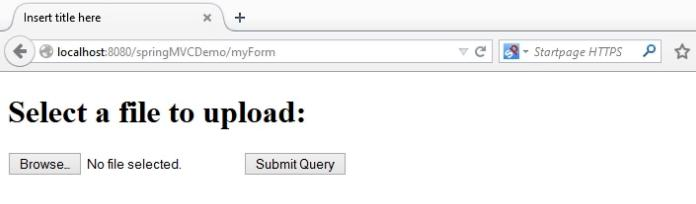 Insert title here
localhost:8080/springMVCDemo/myForm
Startpage HTTPS
Select a file to upload:
Browse... No file selected. Submit Query